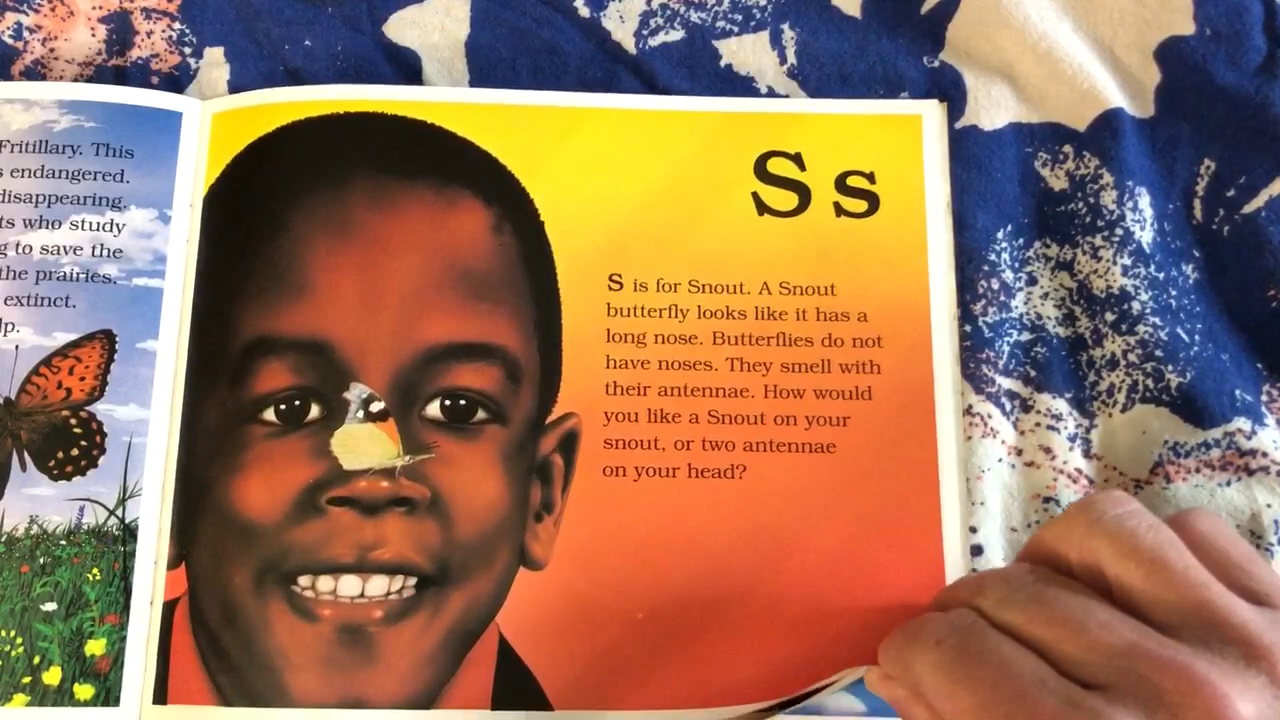 Fritillary. This
endangered.
disappearing.
who study
to save the
the prairies.
extinct.
Ss
S is for Snout. A Snout
butterfly looks like it has a
long nose. Butterflies do not
have noses. They smell with
their antennae. How would
you like a Snout on your
snout, or two antennae
on your head?